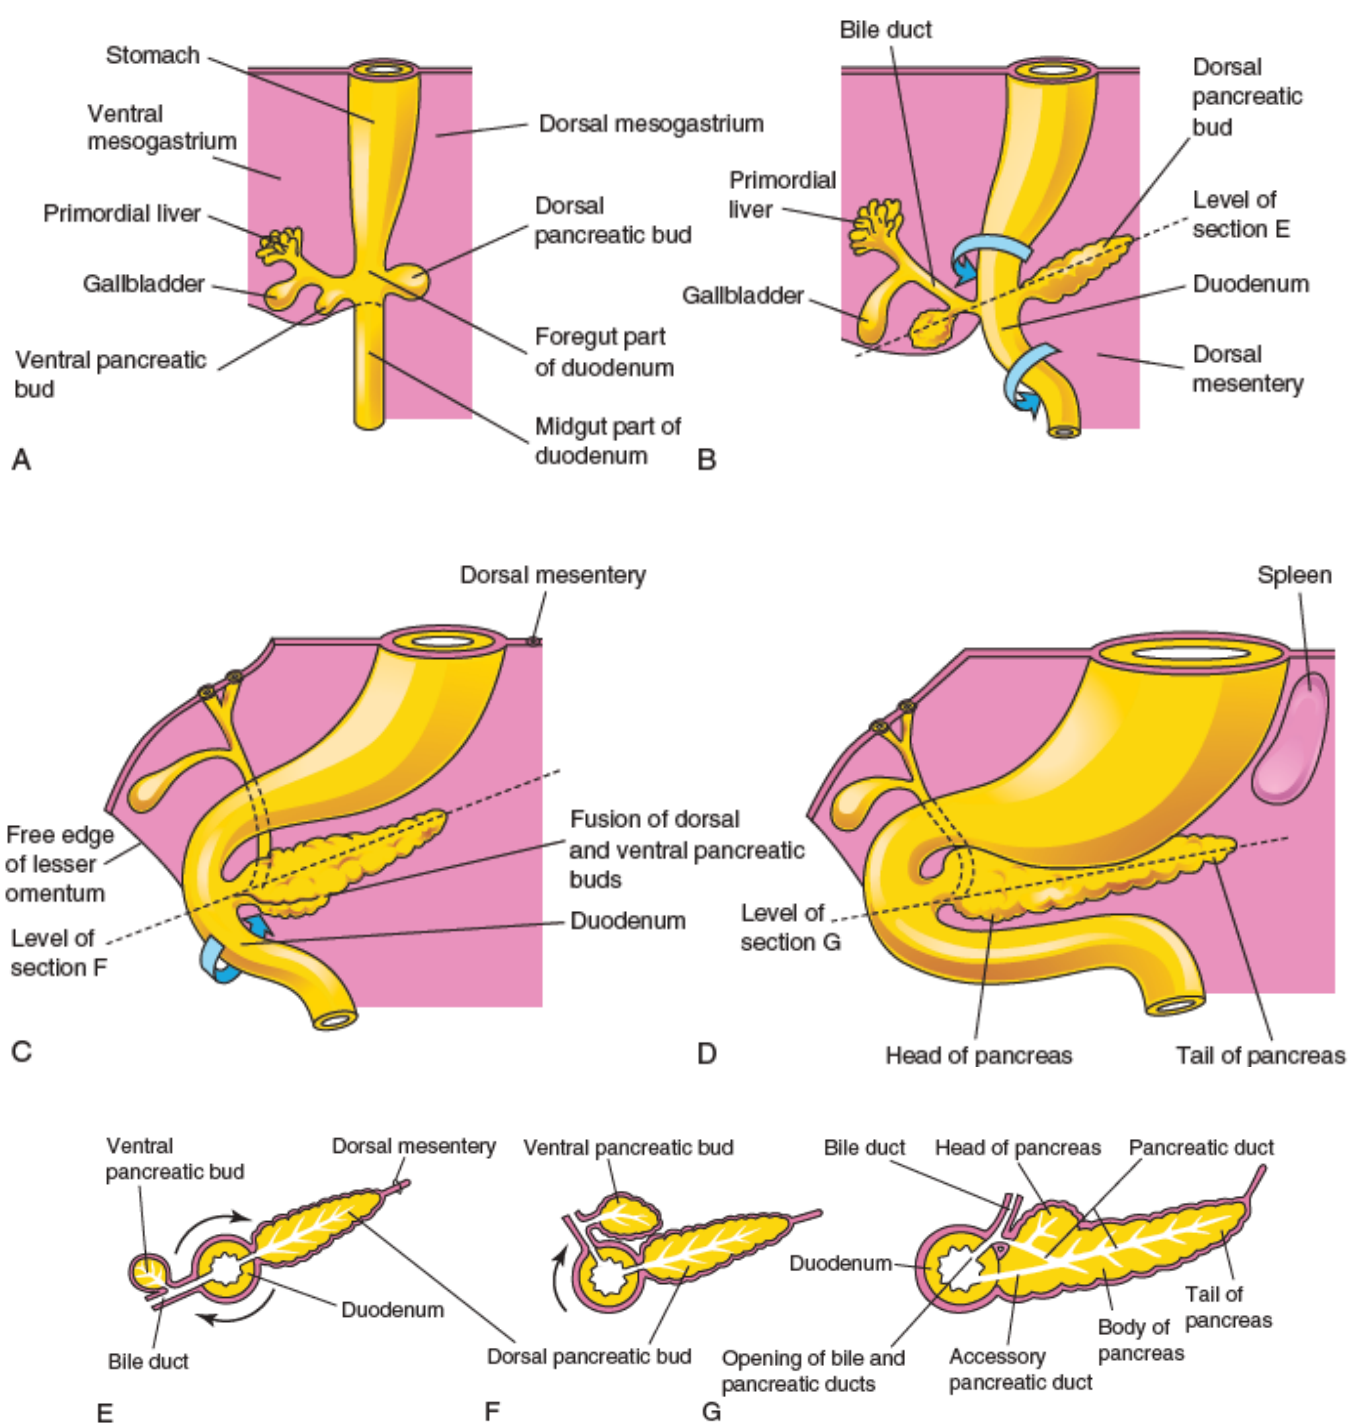 Stomach
Ventral
mesogastrium
Primordial liver
Gallbladder
Ventral pancreatic
bud
Dorsal mesogastrium
Dorsal
pancreatic bud
Foregut part
of duodenum
Midgut part of
duodenum
A
Bile duct
Dorsal
pancreatic
bud
Primordial
liver
Level of
section E
Gallbladder
Duodenum
Dorsal
mesentery
B
Dorsal mesentery
Free edge
of lesser
omentum
Level of
section F
Fusion of dorsal
and ventral pancreatic
buds
Duodenum
C
Spleen
Level of
section G
Head of pancreas
Tail of pancreas
D
Ventral
pancreatic bud
Dorsal mesentery
Duodenum
Bile duct
E
Ventral pancreatic bud
Dorsal pancreatic bud
F
Bile duct
Head of pancreas
Pancreatic duct
Duodenum
Tail of
pancreas
Body of
pancreas
Opening of bile and
pancreatic ducts
Accessory
pancreatic duct
G